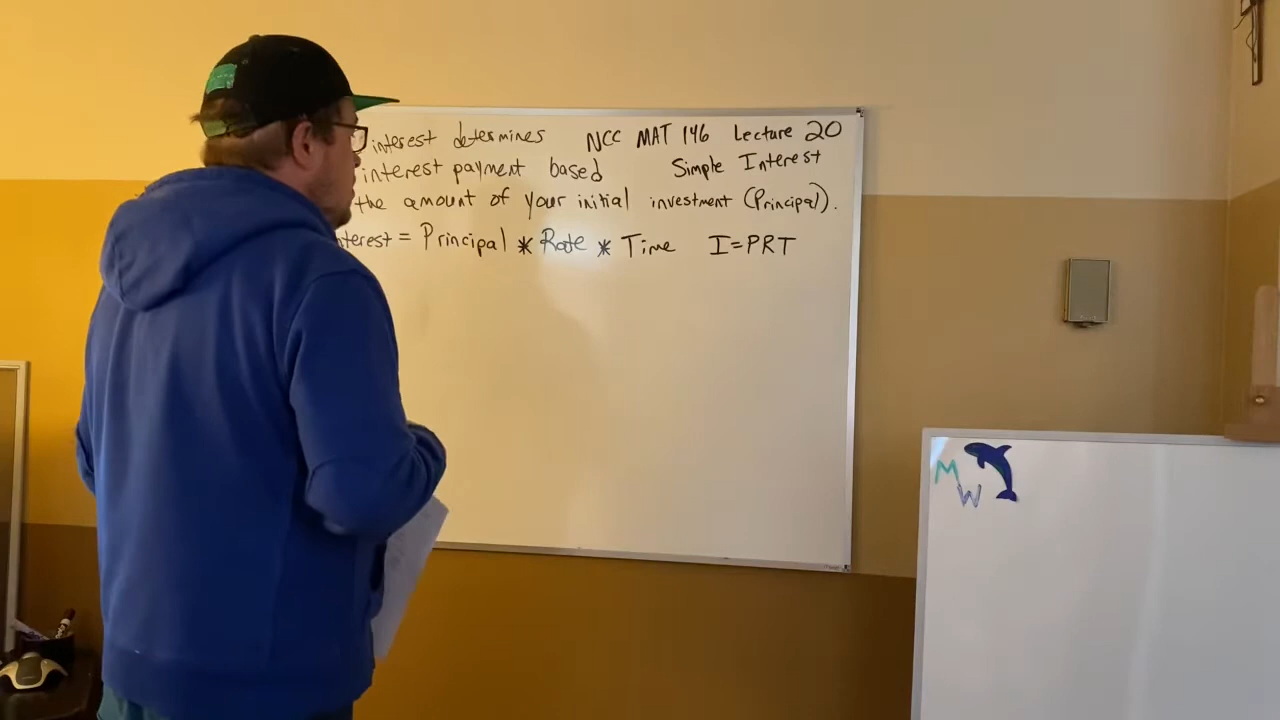 interest determines NCC MAT 146 Lecture 20
interest payment based Simple Interest
the amount of your initial investment (Principal).
nterest = Principal * Rate * Time I=PRT
M
W